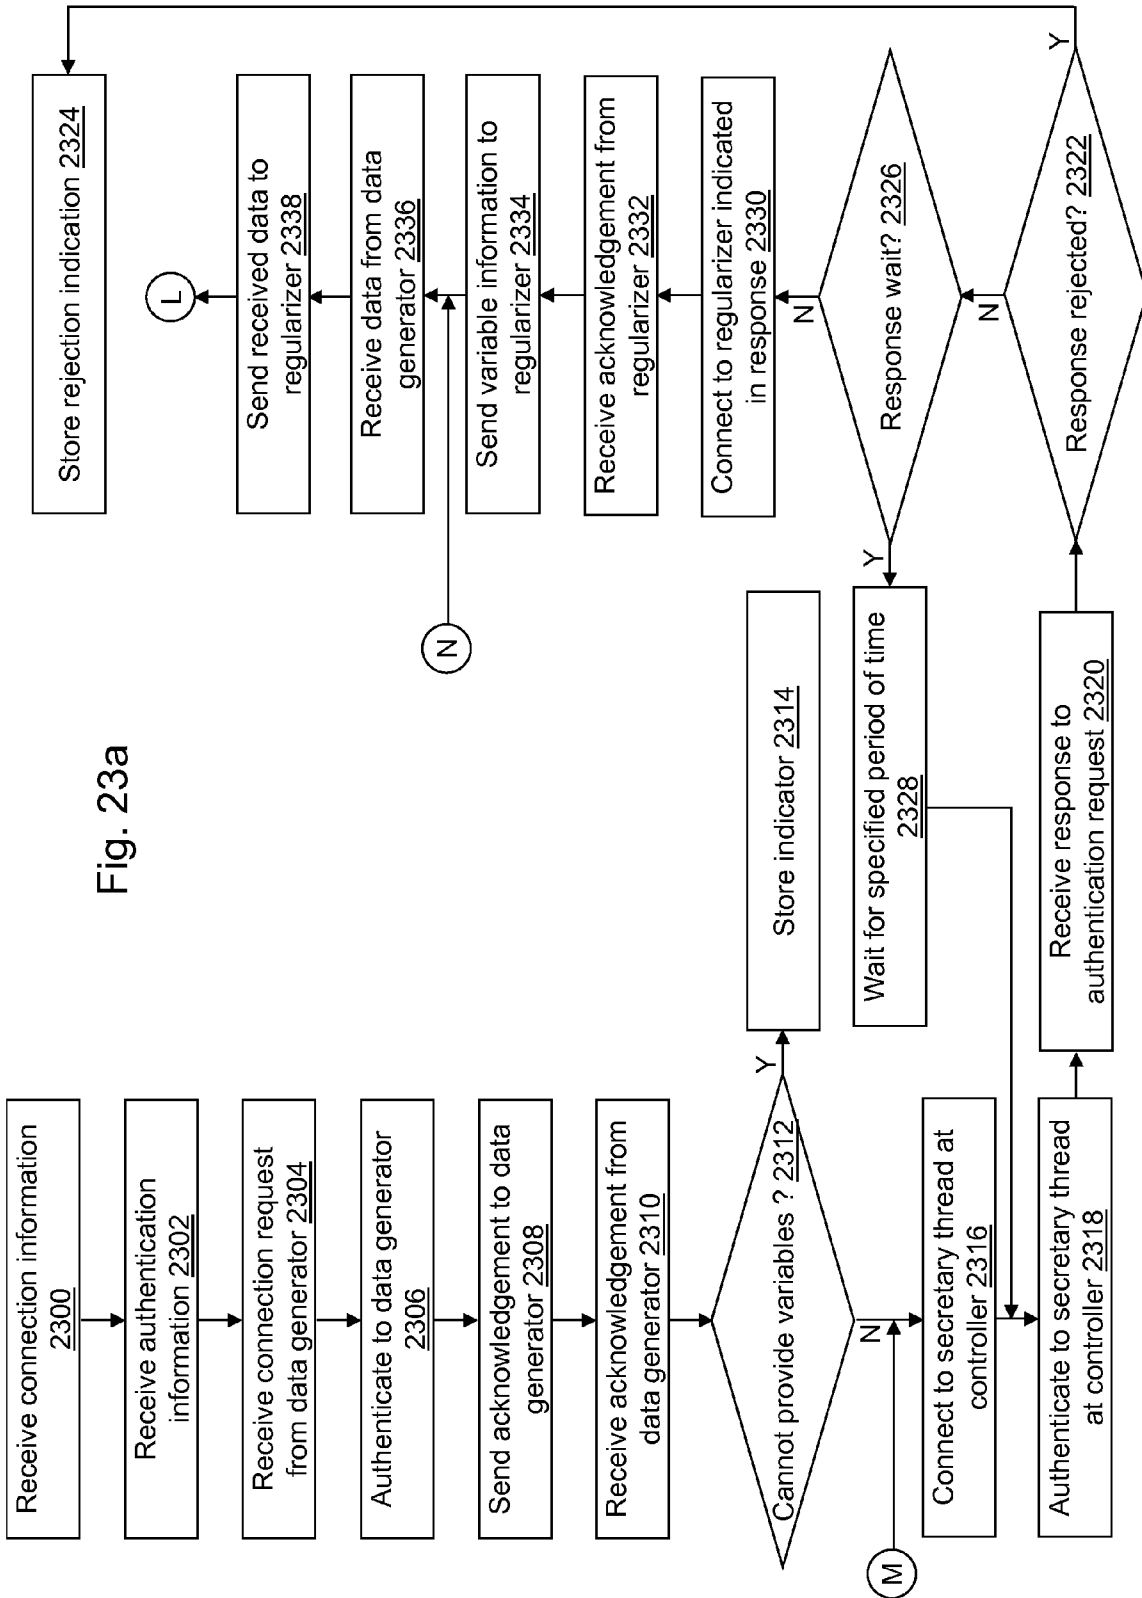 Fig. 23a
Receive connection information
2300
Receive authentication
information 2302
Receive connection request
from data generator 2304
Authenticate to data generator
2306
Send acknowledgement to data
generator 2308
Receive acknowledgement from
data generator 2310
Cannot provide variables ? 2312
Y
N
Store indicator 2314
M
Connect to secretary thread at
controller 2316
Authenticate to secretary thread
at controller 2318
Receive response to
authentication request 2320
Response rejected? 2322
Y
N
Store rejection indication 2324
Response wait? 2326
Y
N
Wait for specified period of time
2328
Connect to regularizer indicated
in response 2330
Receive acknowledgement from
regularizer 2332
Send variable information to
regularizer 2334
N
Receive data from data
generator 2336
Send received data to
regularizer 2338
L